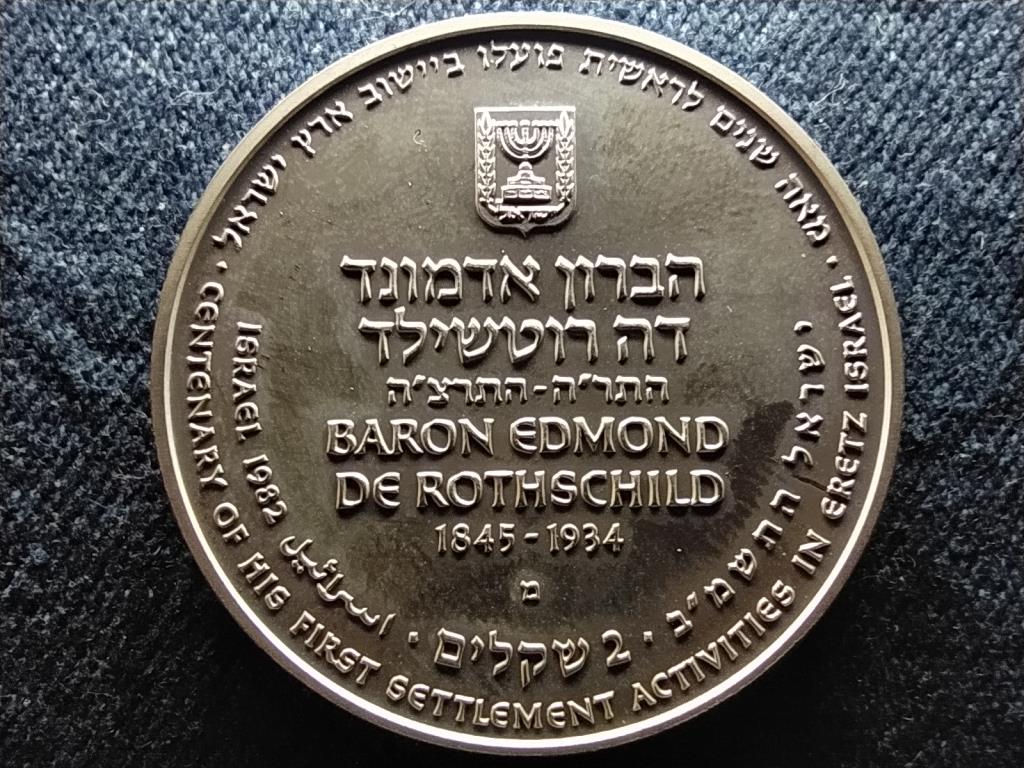 מאה שנים לראשית פועלו ביישוב ארץ ישראל
ישראל
הברון אדמונד
דה רוטשילד
התר"ה-התרצ"ה
BARON EDMOND
DE ROTHSCHILD
1845-1934
מ
ISRAEL 1982
اسرائيل
2 שקלים
ישראל התשמ"ב
CENTENARY OF HIS FIRST SETTLEMENT ACTIVITIES IN ERETZ ISRAEL